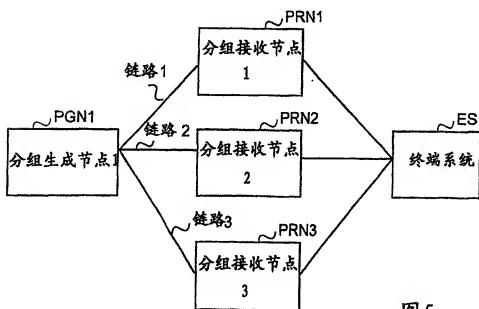 PRN1
分组接收节点
1
链路1
PGN1
分组生成节点1
链路 2
PRN2
分组接收节点
2
ES
终端系统
链路3
PRN3
分组接收节点
3
图5